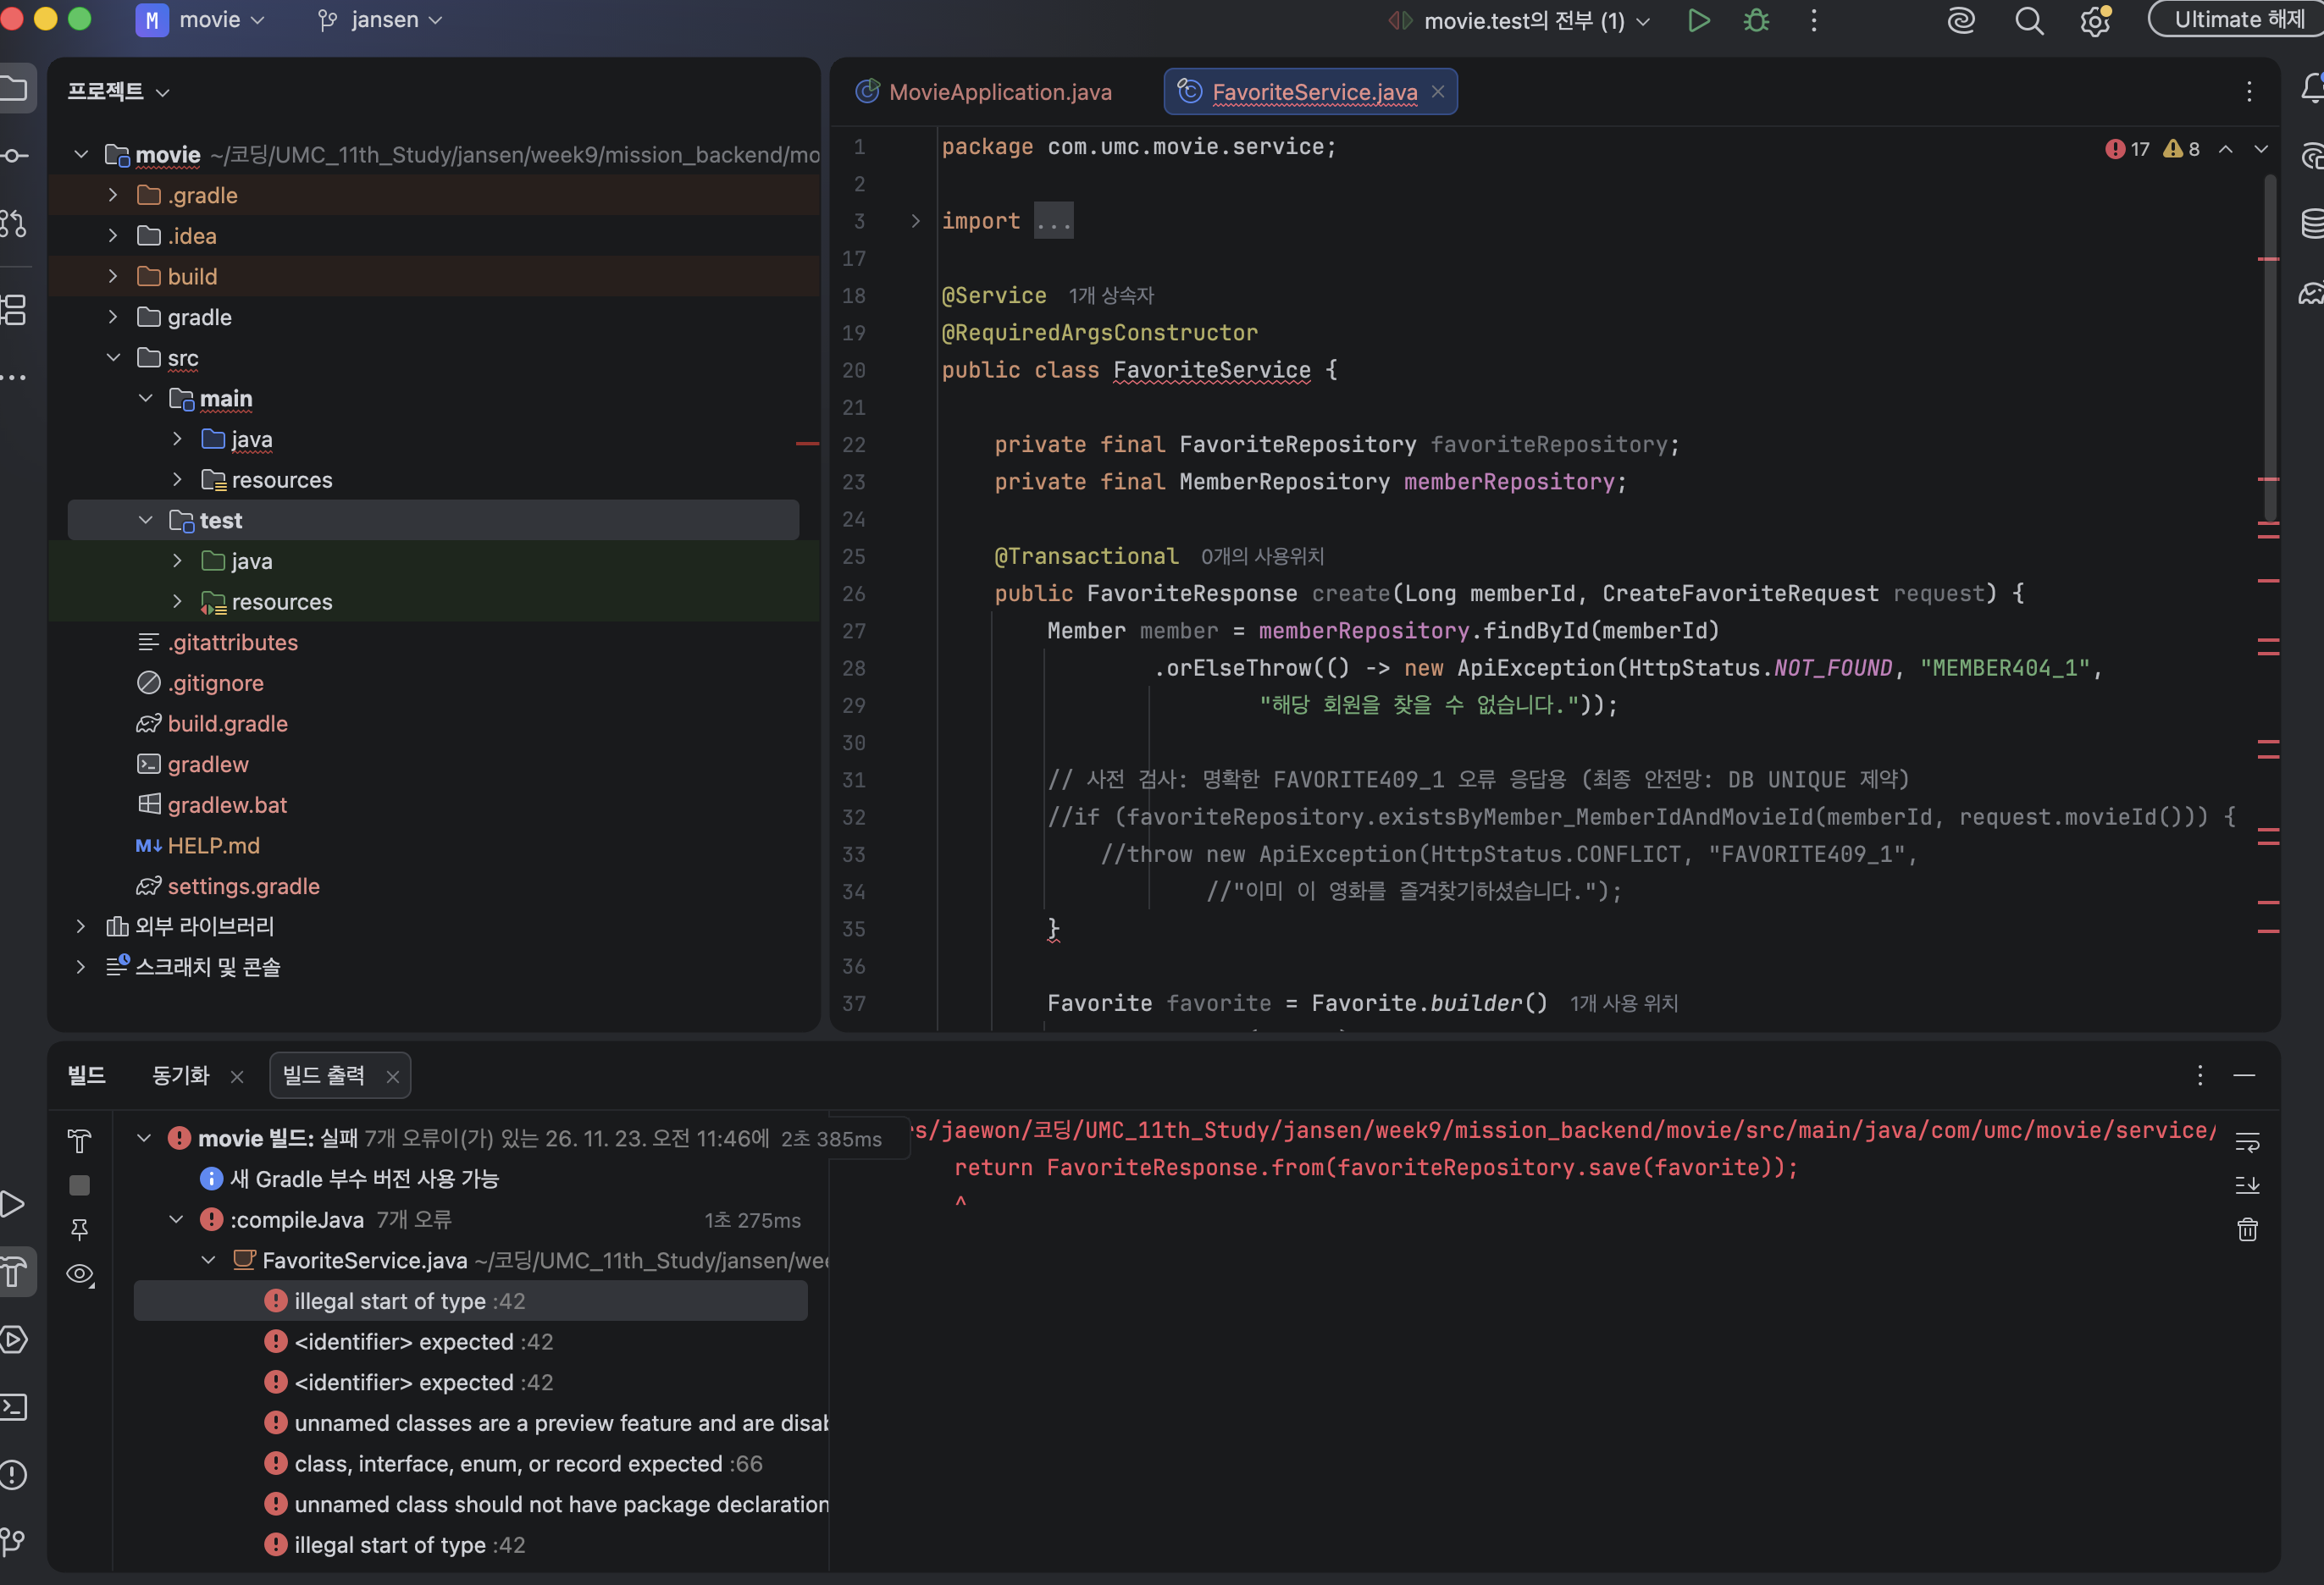 M movie jansen movie.test의 전부 (1) Ultimate 해제
프로젝트
movie ~/코딩/UMC_11th_Study/jansen/week9/mission_backend/mo
.gradle
.idea
build
gradle
src
main
java
resources
test
java
resources
.gitattributes
.gitignore
build.gradle
gradlew
gradlew.bat
M↓ HELP.md
settings.gradle
외부 라이브러리
스크래치 및 콘솔
MovieApplication.java FavoriteService.java
17 8
1 package com.umc.movie.service;
2
3 import ...
17
18 @Service 1개 상속자
19 @RequiredArgsConstructor
20 public class FavoriteService {
21
22 private final FavoriteRepository favoriteRepository;
23 private final MemberRepository memberRepository;
24
25 @Transactional 0개의 사용위치
26 public FavoriteResponse create(Long memberId, CreateFavoriteRequest request) {
27 Member member = memberRepository.findById(memberId)
28 .orElseThrow(() -> new ApiException(HttpStatus.NOT_FOUND, "MEMBER404_1",
29 "해당 회원을 찾을 수 없습니다."));
30
31 // 사전 검사: 명확한 FAVORITE409_1 오류 응답용 (최종 안전망: DB UNIQUE 제약)
32 //if (favoriteRepository.existsByMember_MemberIdAndMovieId(memberId, request.movieId())) {
33 //throw new ApiException(HttpStatus.CONFLICT, "FAVORITE409_1",
34 //"이미 이 영화를 즐겨찾기하셨습니다.");
35 }
36
37 Favorite favorite = Favorite.builder() 1개 사용 위치
빌드 동기화 빌드 출력
movie 빌드: 실패 7개 오류이(가) 있는 26. 11. 23. 오전 11:46에 2초 385ms
새 Gradle 부수 버전 사용 가능
:compileJava 7개 오류 1초 275ms
FavoriteService.java ~/코딩/UMC_11th_Study/jansen/wee
illegal start of type :42
<identifier> expected :42
<identifier> expected :42
unnamed classes are a preview feature and are disab
class, interface, enum, or record expected :66
unnamed class should not have package declaration
illegal start of type :42
s/jaewon/코딩/UMC_11th_Study/jansen/week9/mission_backend/movie/src/main/java/com/umc/movie/service/
return FavoriteResponse.from(favoriteRepository.save(favorite));
^